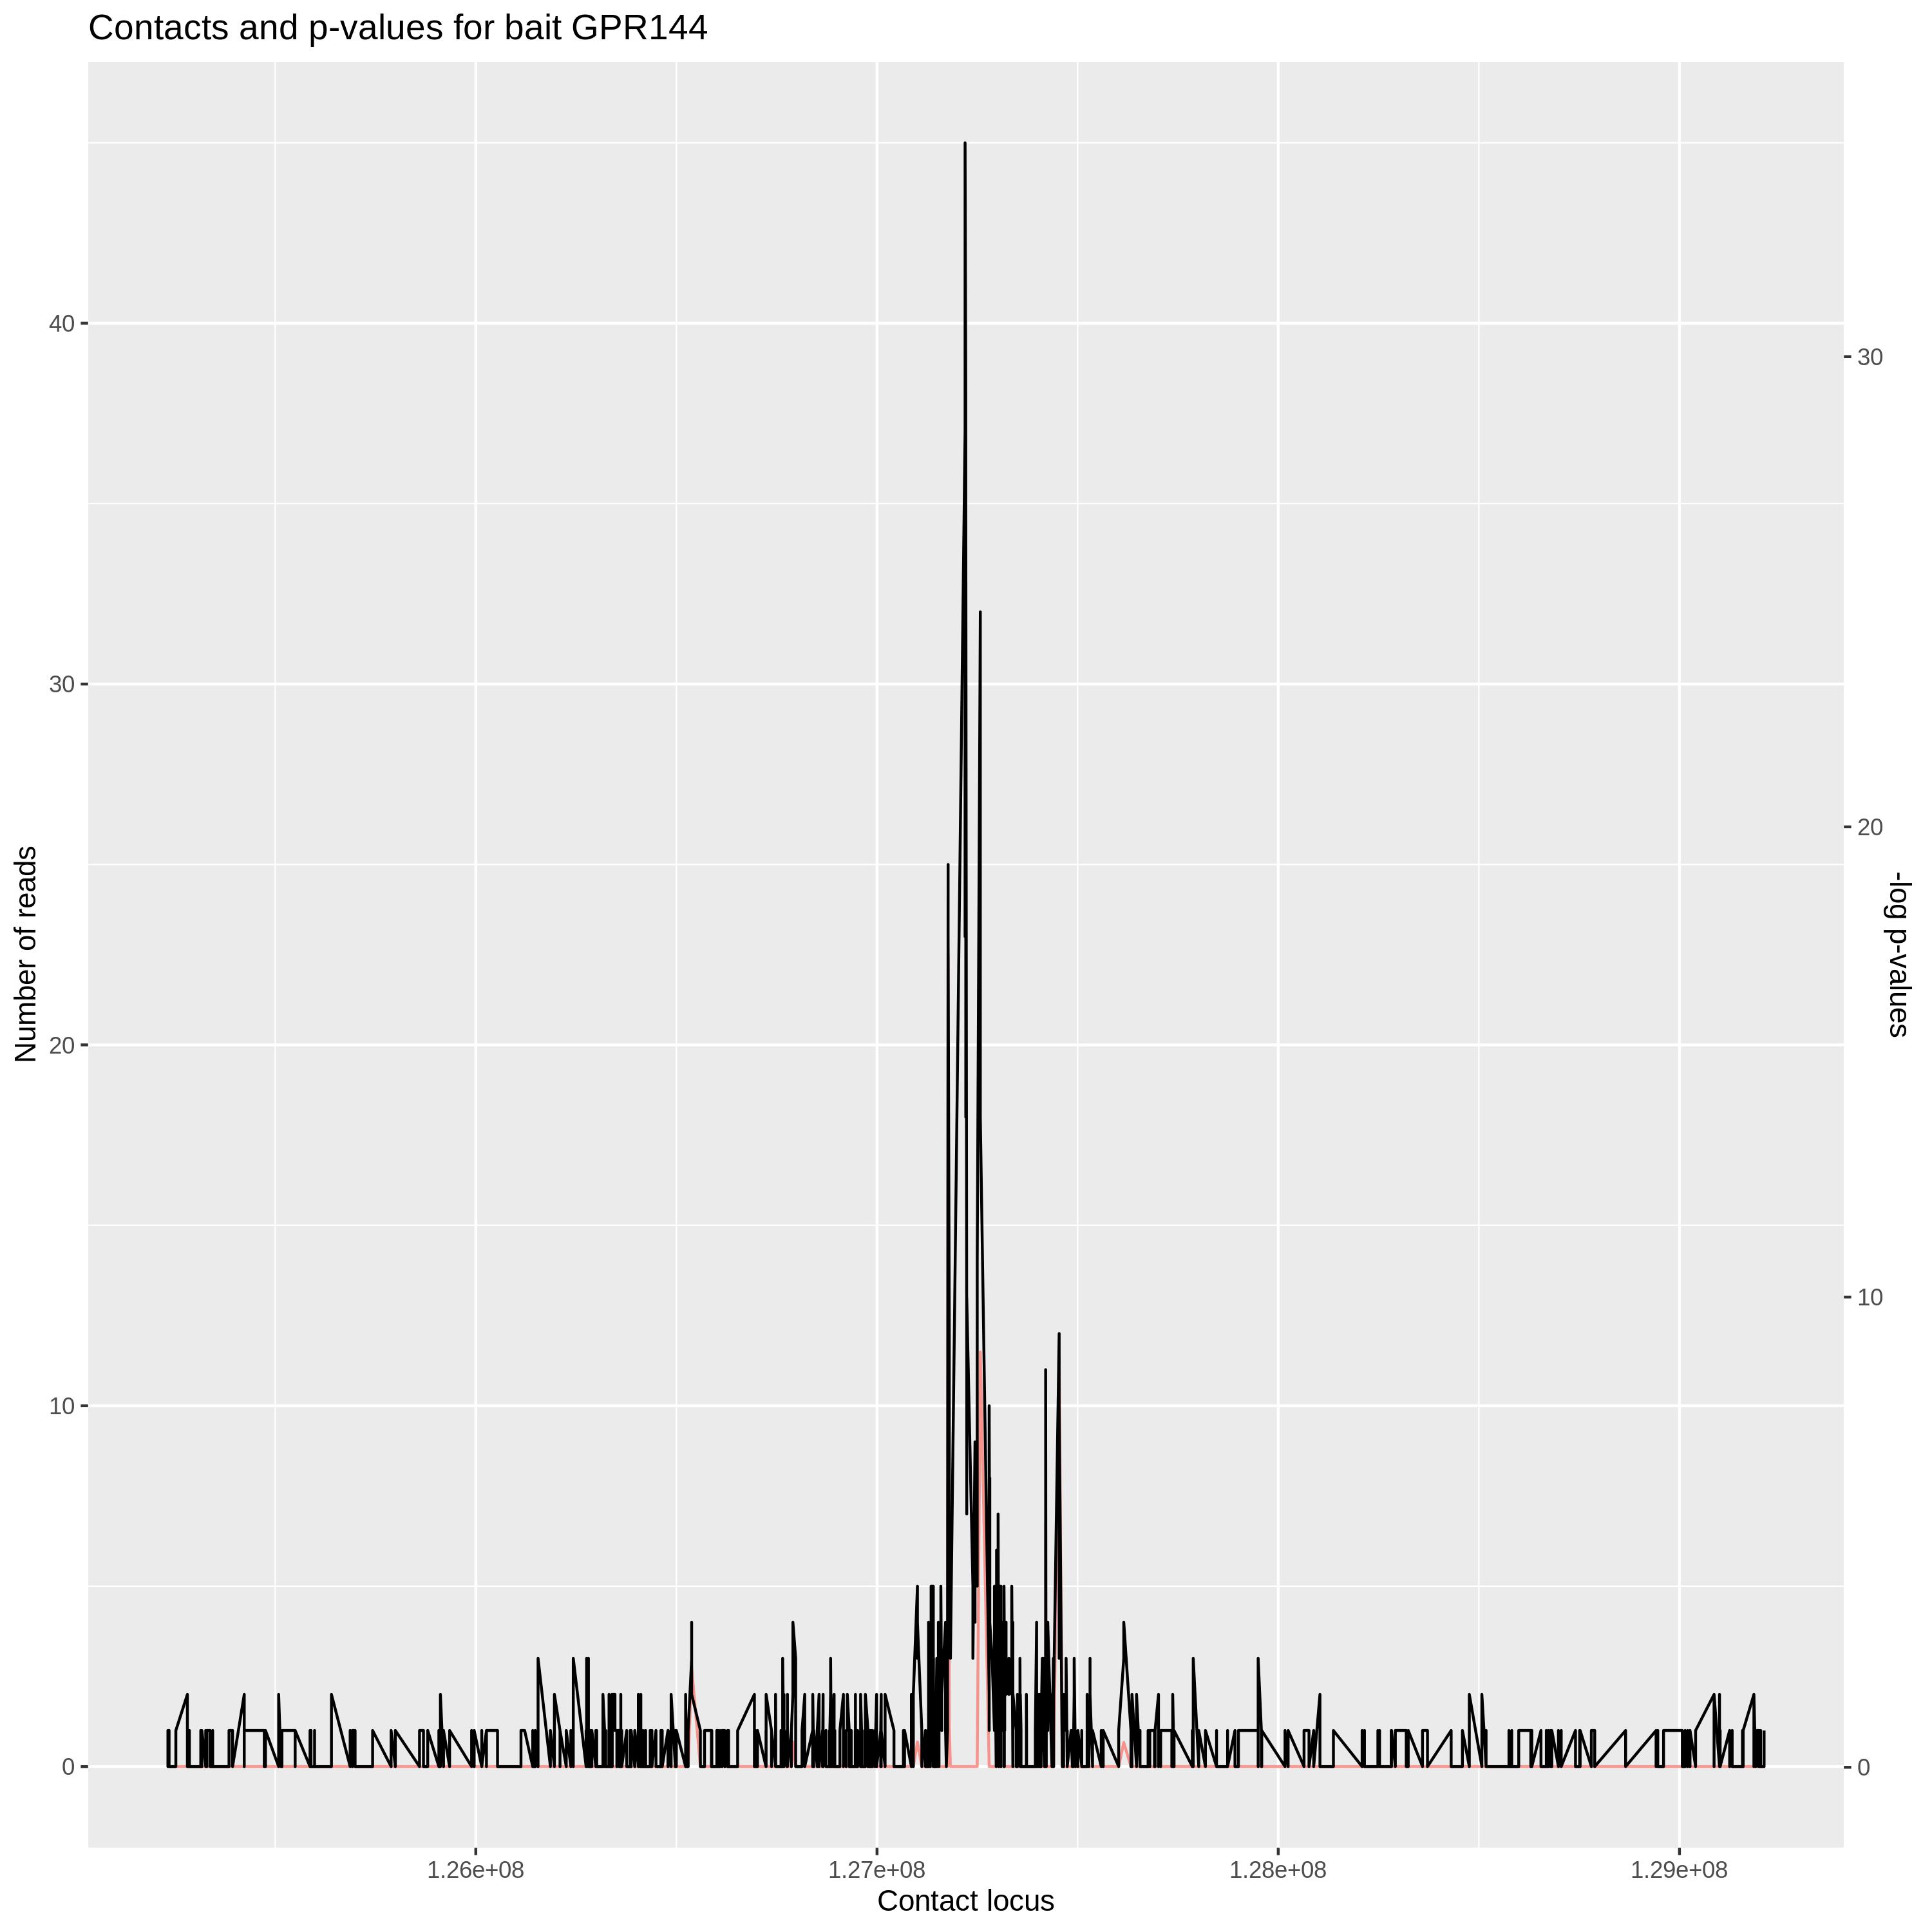 Contacts and p-values for bait GPR144
Number of reads
40
30
20
10
0
30
20
10
0
-log p-values
1.26e+08 1.27e+08 1.28e+08 1.29e+08
Contact locus